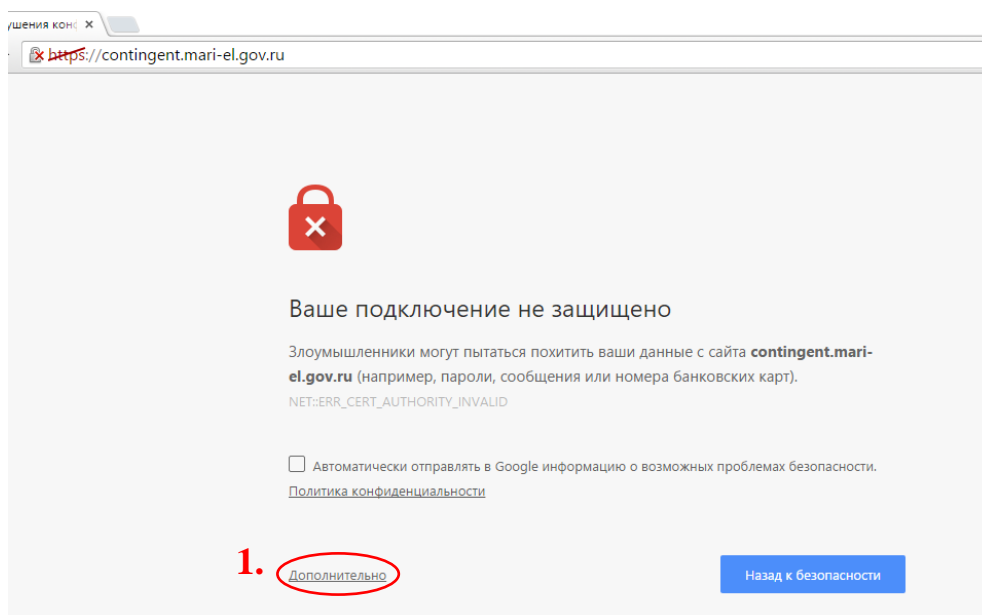 ушения конс
https://contingent.mari-el.gov.ru
Ваше подключение не защищено
Злоумышленники могут пытаться похитить ваши данные с сайта contingent.mari-
el.gov.ru (например, пароли, сообщения или номера банковских карт).
NET::ERR_CERT_AUTHORITY_INVALID
Автоматически отправлять в Google информацию о возможных проблемах безопасности.
Политика конфиденциальности
1. Дополнительно
Назад к безопасности